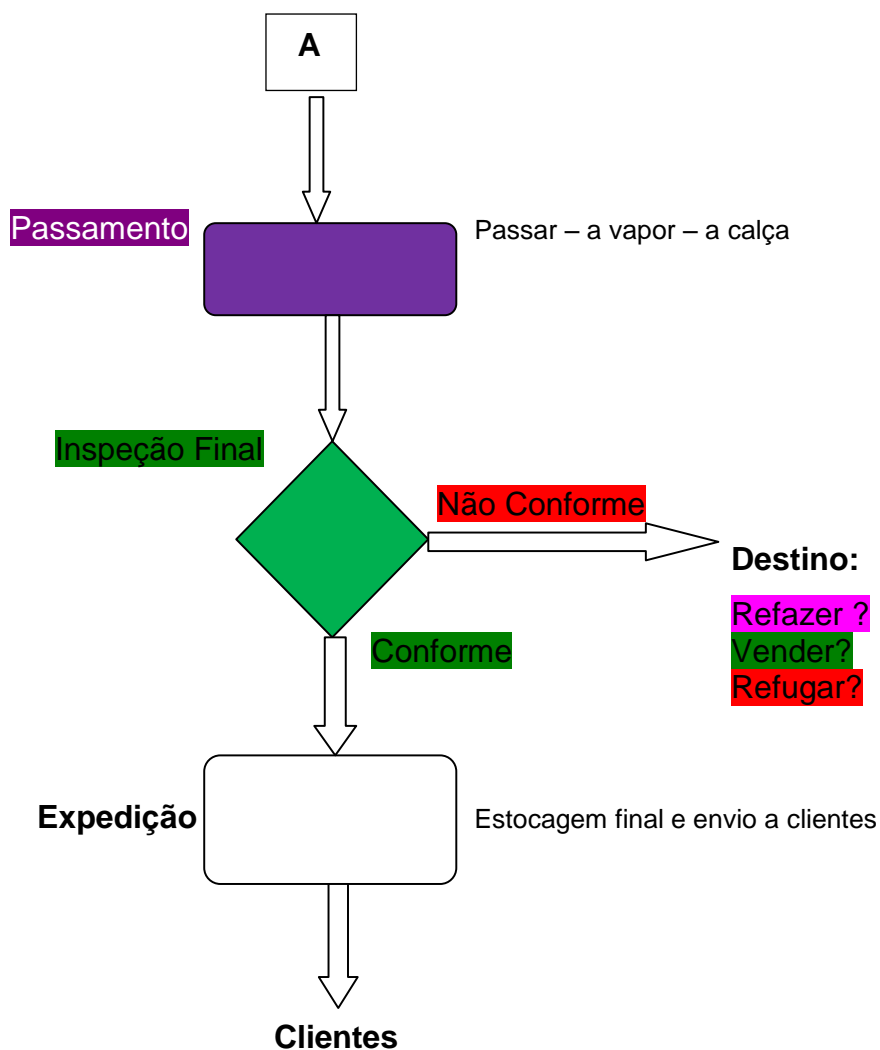 A
Passamento
Passar – a vapor – a calça
Inspeção Final
Não Conforme
Destino:
Refazer ?
Vender?
Refugar?
Conforme
Expedição
Estocagem final e envio a clientes
Clientes